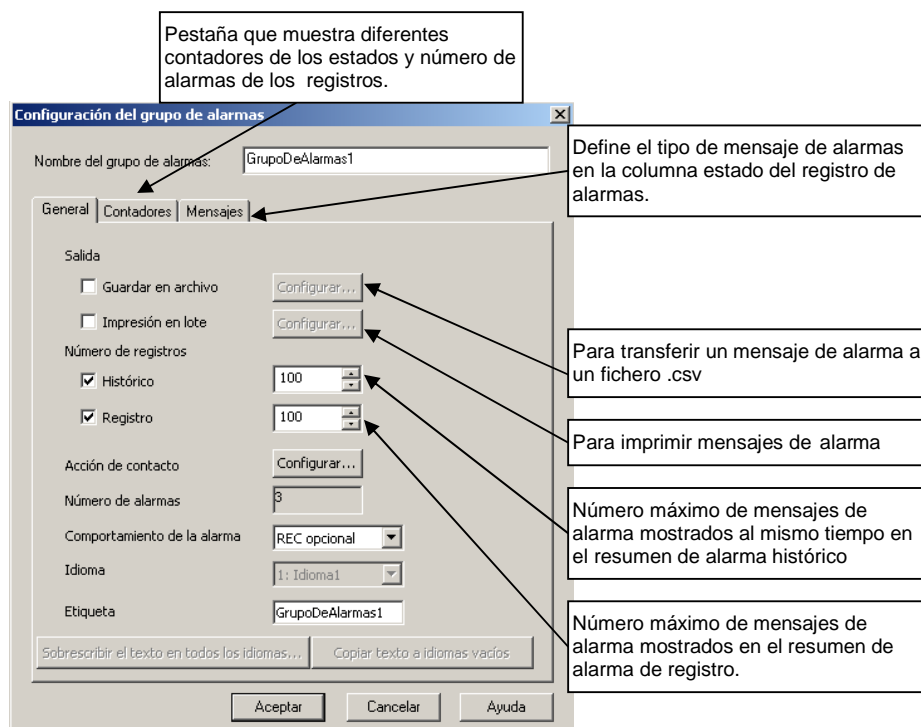 Pestaña que muestra diferentes
contadores de los estados y número de
alarmas de los registros.
Configuración del grupo de alarmas
Nombre del grupo de alarmas:
GrupoDeAlarmas1
Define el tipo de mensaje de alarmas
en la columna estado del registro de
alarmas.
General
Contadores
Mensajes
Salida
Guardar en archivo
Configurar...
Impresión en lote
Configurar...
Para transferir un mensaje de alarma a
un fichero .csv
Número de registros
Histórico
100
Registro
100
Para imprimir mensajes de alarma
Acción de contacto
Configurar...
Número de alarmas
3
Número máximo de mensajes de
alarma mostrados al mismo tiempo en
el resumen de alarma histórico
Comportamiento de la alarma
REC opcional
Idioma
1: Idioma1
Etiqueta
GrupoDeAlarmas1
Número máximo de mensajes de
alarma mostrados en el resumen de
alarma de registro.
Sobrescribir el texto en todos los idiomas...
Copiar texto a idiomas vacíos
Aceptar
Cancelar
Ayuda